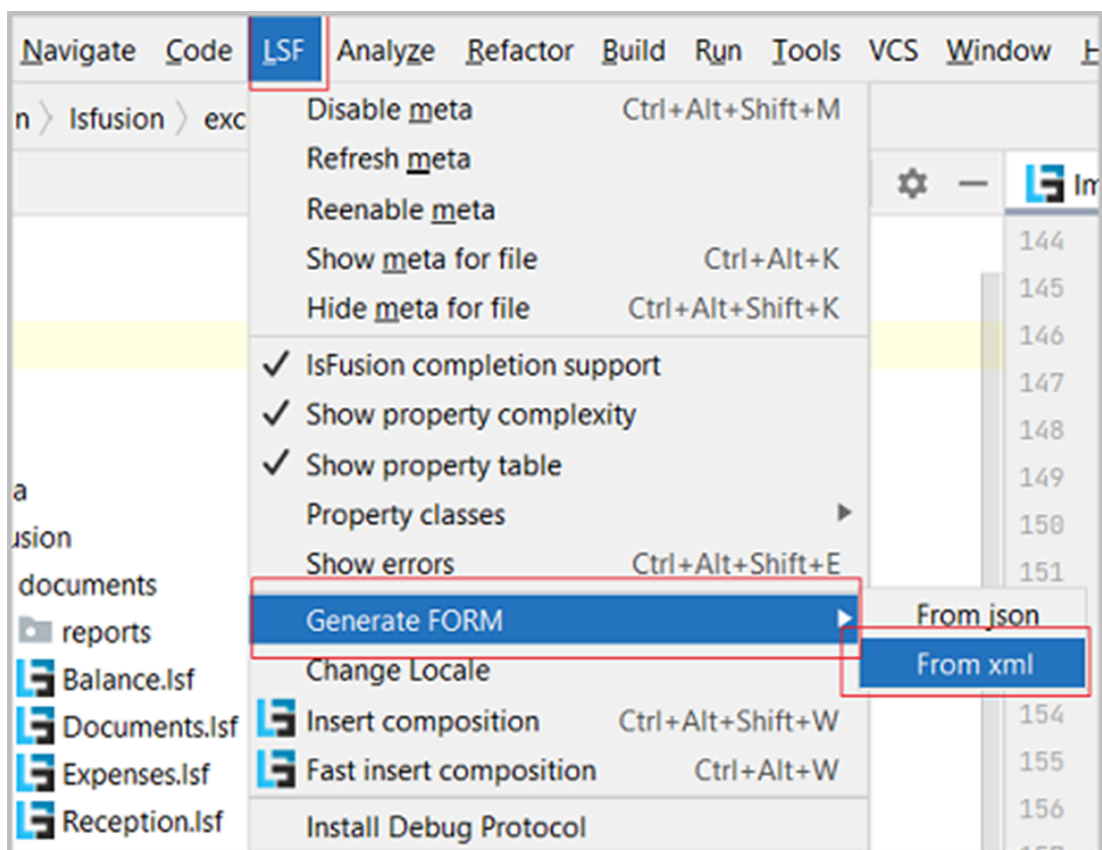 Navigate Code LSF Analyze Refactor Build Run Tools VCS Window H
n lsfusion exc
Disable meta Ctrl+Alt+Shift+M
Refresh meta
Reenable meta
Show meta for file Ctrl+Alt+K
Hide meta for file Ctrl+Alt+Shift+K
lsFusion completion support
Show property complexity
Show property table
Property classes
Show errors Ctrl+Alt+Shift+E
Generate FORM
From json
From xml
Change Locale
Insert composition Ctrl+Alt+Shift+W
Fast insert composition Ctrl+Alt+W
Install Debug Protocol
a
usion
documents
reports
Balance.lsf
Documents.lsf
Expenses.lsf
Reception.lsf
Im
144
145
146
147
148
149
150
151
154
155
156